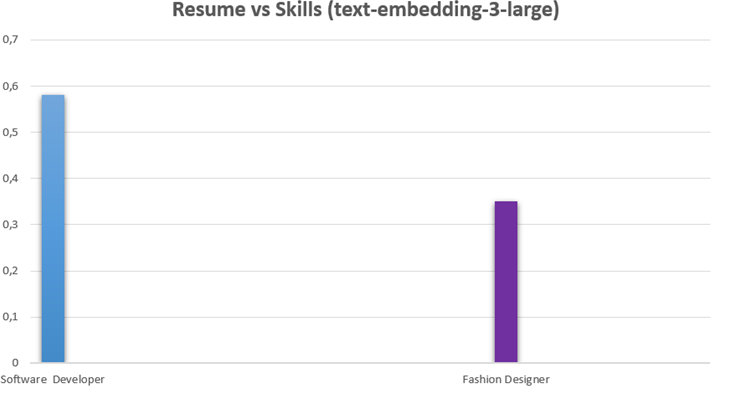 Resume vs Skills (text-embedding-3-large)
0,7
0,6
0,5
0,4
0,3
0,2
0,1
0
Software Developer
Fashion Designer